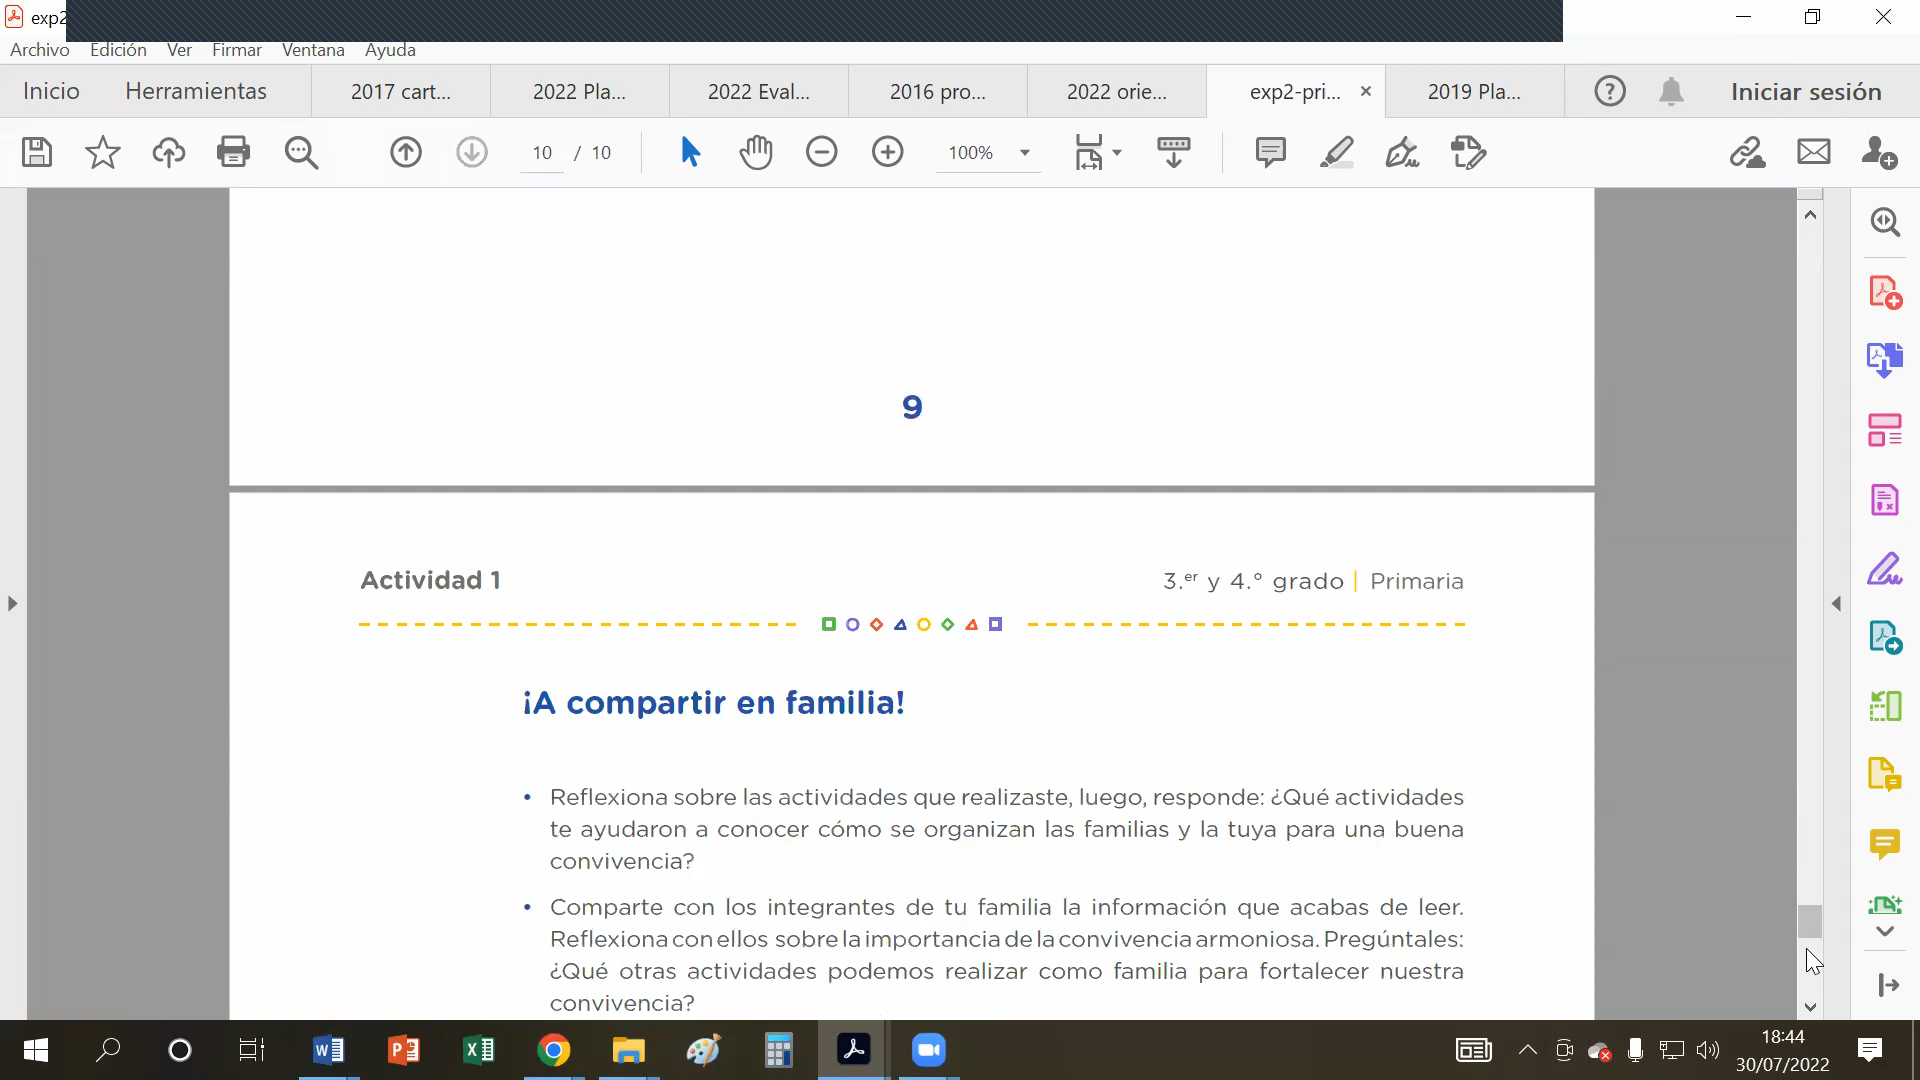 exp2
Archivo Edición Ver Firmar Ventana Ayuda
Inicio Herramientas 2017 cart... 2022 Pla... 2022 Eval... 2016 pro... 2022 orie... exp2-pri... × 2019 Pla... ? Iniciar sesión
10 / 10 100%
9
Actividad 1 3.er y 4.º grado | Primaria
¡A compartir en familia!
• Reflexiona sobre las actividades que realizaste, luego, responde: ¿Qué actividades
te ayudaron a conocer cómo se organizan las familias y la tuya para una buena
convivencia?
• Comparte con los integrantes de tu familia la información que acabas de leer.
Reflexiona con ellos sobre la importancia de la convivencia armoniosa. Pregúntales:
¿Qué otras actividades podemos realizar como familia para fortalecer nuestra
convivencia?
18:44
30/07/2022